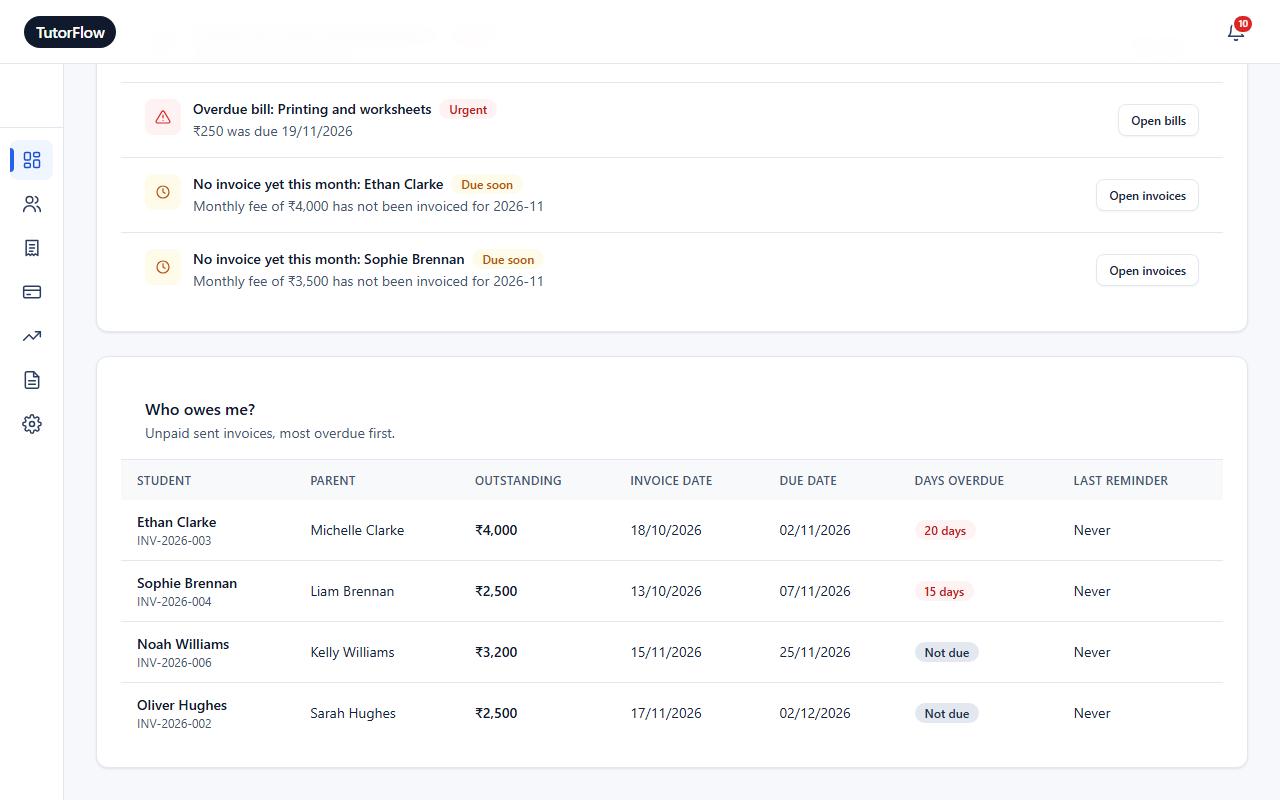 TutorFlow
10
Overdue bill: Printing and worksheets Urgent
₹250 was due 19/11/2026
Open bills
No invoice yet this month: Ethan Clarke Due soon
Monthly fee of ₹4,000 has not been invoiced for 2026-11
Open invoices
No invoice yet this month: Sophie Brennan Due soon
Monthly fee of ₹3,500 has not been invoiced for 2026-11
Open invoices
Who owes me?
Unpaid sent invoices, most overdue first.
STUDENT PARENT OUTSTANDING INVOICE DATE DUE DATE DAYS OVERDUE LAST REMINDER
Ethan Clarke
INV-2026-003
Michelle Clarke ₹4,000 18/10/2026 02/11/2026 20 days Never
Sophie Brennan
INV-2026-004
Liam Brennan ₹2,500 13/10/2026 07/11/2026 15 days Never
Noah Williams
INV-2026-006
Kelly Williams ₹3,200 15/11/2026 25/11/2026 Not due Never
Oliver Hughes
INV-2026-002
Sarah Hughes ₹2,500 17/11/2026 02/12/2026 Not due Never